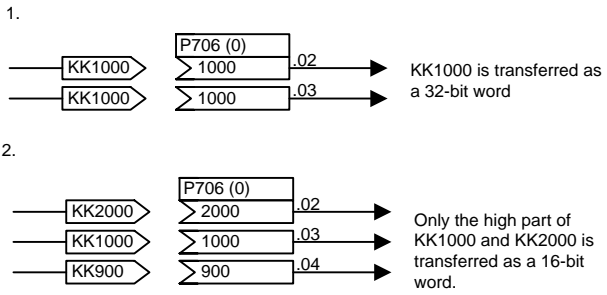 1.
P706 (0)
KK1000 1000 .02
KK1000 1000 .03
KK1000 is transferred as
a 32-bit word
2.
P706 (0)
KK2000 2000 .02
KK1000 1000 .03
KK900 900 .04
Only the high part of
KK1000 and KK2000 is
transferred as a 16-bit
word.